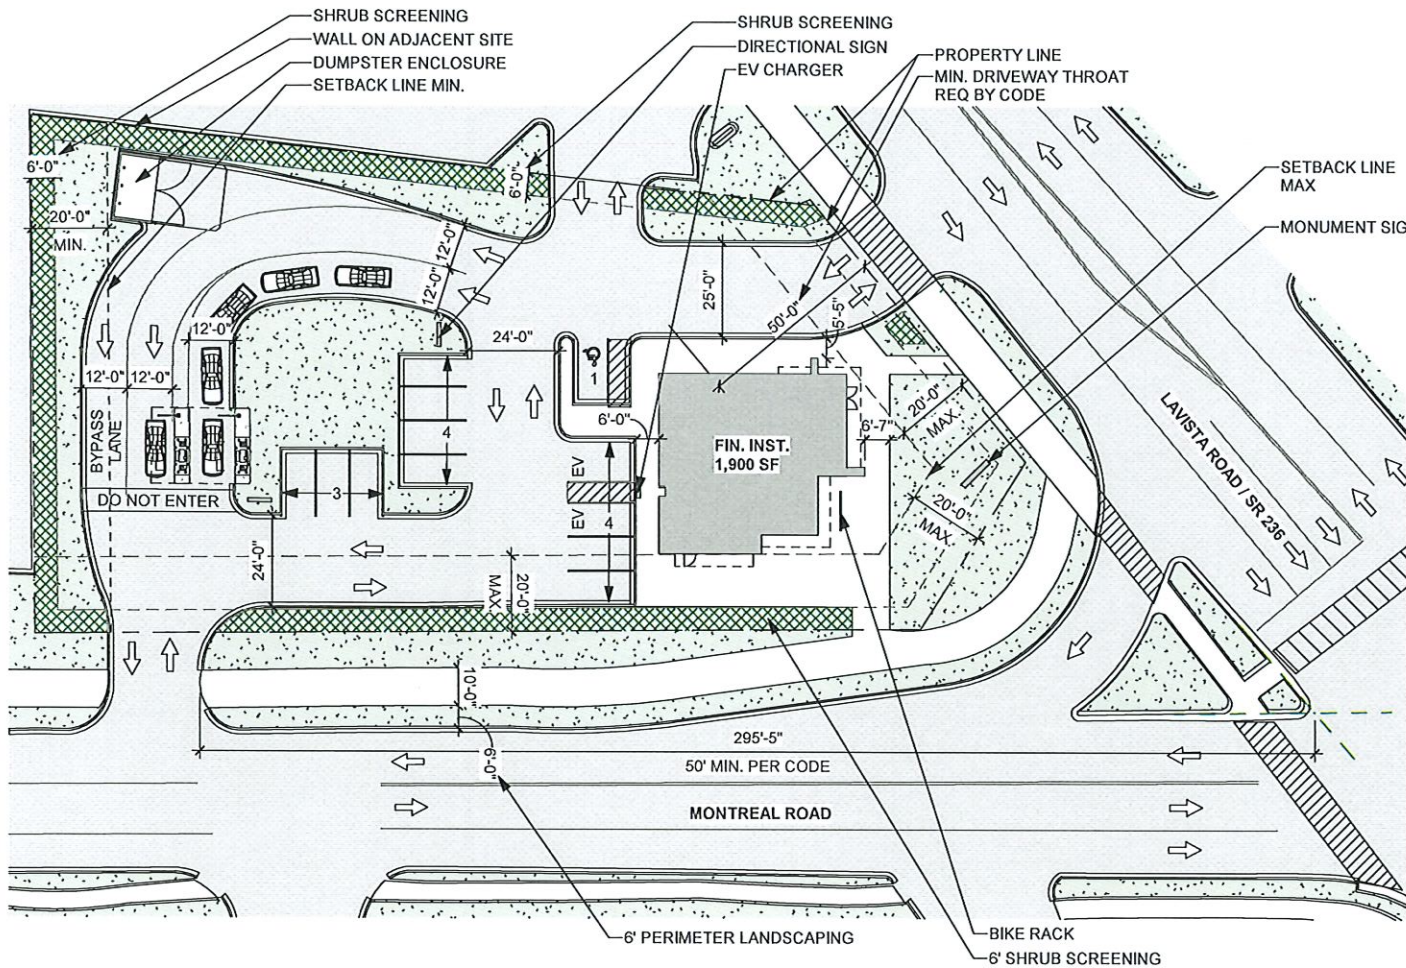 SHRUB SCREENING
WALL ON ADJACENT SITE
DUMPSTER ENCLOSURE
SETBACK LINE MIN.
SHRUB SCREENING
DIRECTIONAL SIGN
EV CHARGER
PROPERTY LINE
MIN. DRIVEWAY THROAT
REQ BY CODE
SETBACK LINE
MAX
MONUMENT SIG
6'-0"
20'-0"
MIN.
6'-0"
12'-0"
12'-0"
25'-0"
50'-0"
5'-5"
12'-0"
24'-0"
12'-0"
12'-0"
1
6'-0"
20'-0"
MAX.
6'-7"
BYPASS
LANE
4
FIN. INST.
1,900 SF
EV
EV
4
3
DO NOT ENTER
20'-0"
MAX.
LAVISTA ROAD / SR 236
24'-0"
20'-0"
MAX.
10'-0"
6'-0"
295'-5"
50' MIN. PER CODE
MONTREAL ROAD
6' PERIMETER LANDSCAPING
BIKE RACK
6' SHRUB SCREENING